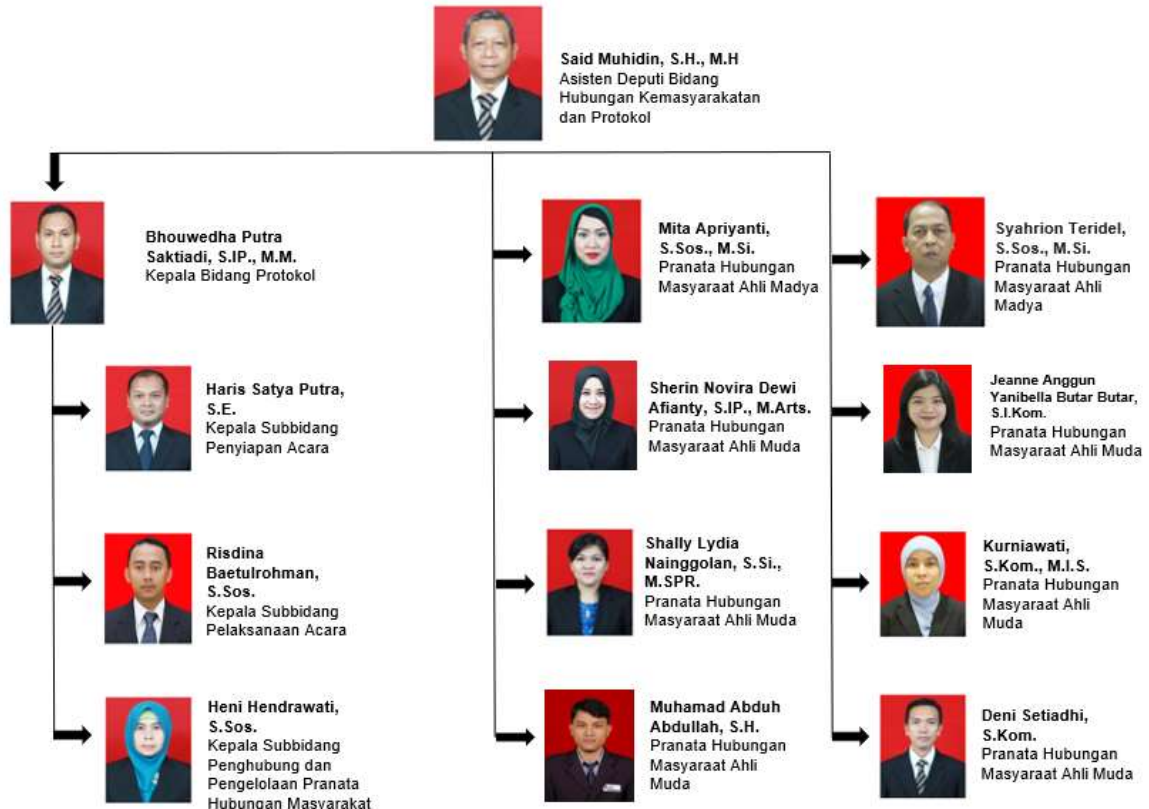 Said Muhidin, S.H., M.H
Asisten Deputi Bidang
Hubungan Kemasyarakatan
dan Protokol
Bhouwedha Putra
Saktiadi, S.IP., M.M.
Kepala Bidang Protokol
Mita Apriyanti,
S.Sos., M.Si.
Pranata Hubungan
Masyaraat Ahli Madya
Syahrion Teridel,
S.Sos., M.Si.
Pranata Hubungan
Masyaraat Ahli
Madya
Haris Satya Putra,
S.E.
Kepala Subbidang
Penyiapan Acara
Sherin Novira Dewi
Afianty, S.IP., M.Arts.
Pranata Hubungan
Masyaraat Ahli Muda
Jeanne Anggun
Yanibella Butar Butar,
S.I.Kom.
Pranata Hubungan
Masyaraat Ahli Muda
Risdina
Baetulrohman,
S.Sos.
Kepala Subbidang
Pelaksanaan Acara
Shally Lydia
Nainggolan, S.Si.,
M.SPR.
Pranata Hubungan
Masyaraat Ahli Muda
Kurniawati,
S.Kom., M.I.S.
Pranata Hubungan
Masyaraat Ahli
Muda
Heni Hendrawati,
S.Sos.
Kepala Subbidang
Penghubung dan
Pengelolaan Pranata
Hubungan Masyarakat
Muhamad Abduh
Abdullah, S.H.
Pranata Hubungan
Masyaraat Ahli
Muda
Deni Setiadhi,
S.Kom.
Pranata Hubungan
Masyaraat Ahli Muda